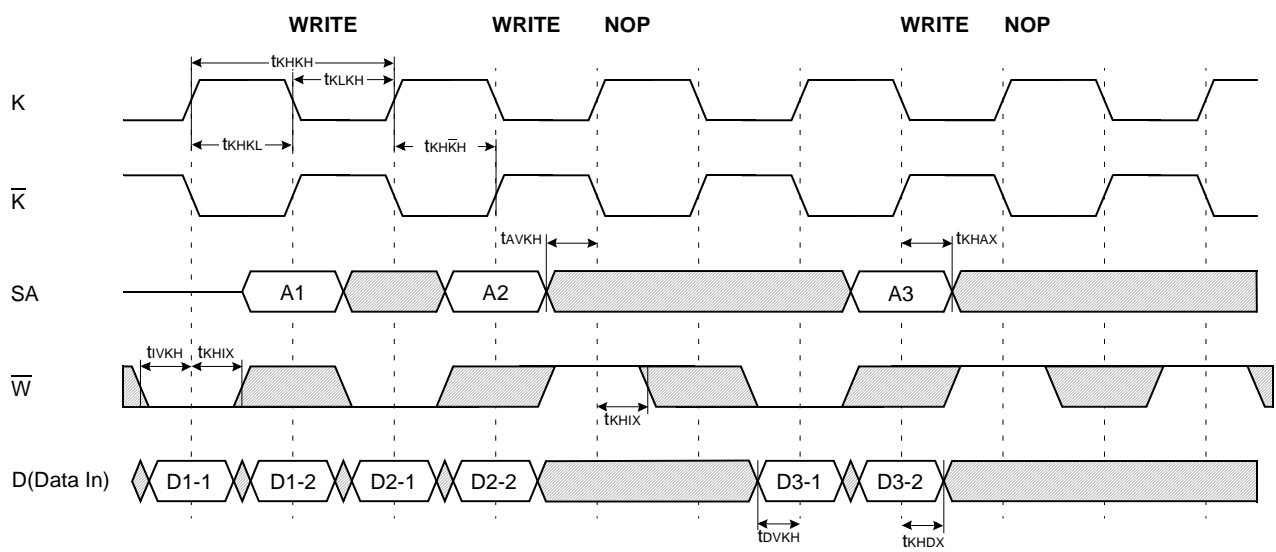 WRITE WRITE NOP WRITE NOP
tKHKH
tKLKH
K
tKHKL tKHK̅H
K̅
tAVKH tKHAX
SA A1 A2 A3
tIVKH tKHIX
W̅
tKHIX
D(Data In) D1-1 D1-2 D2-1 D2-2 D3-1 D3-2
tDVKH tKHDX